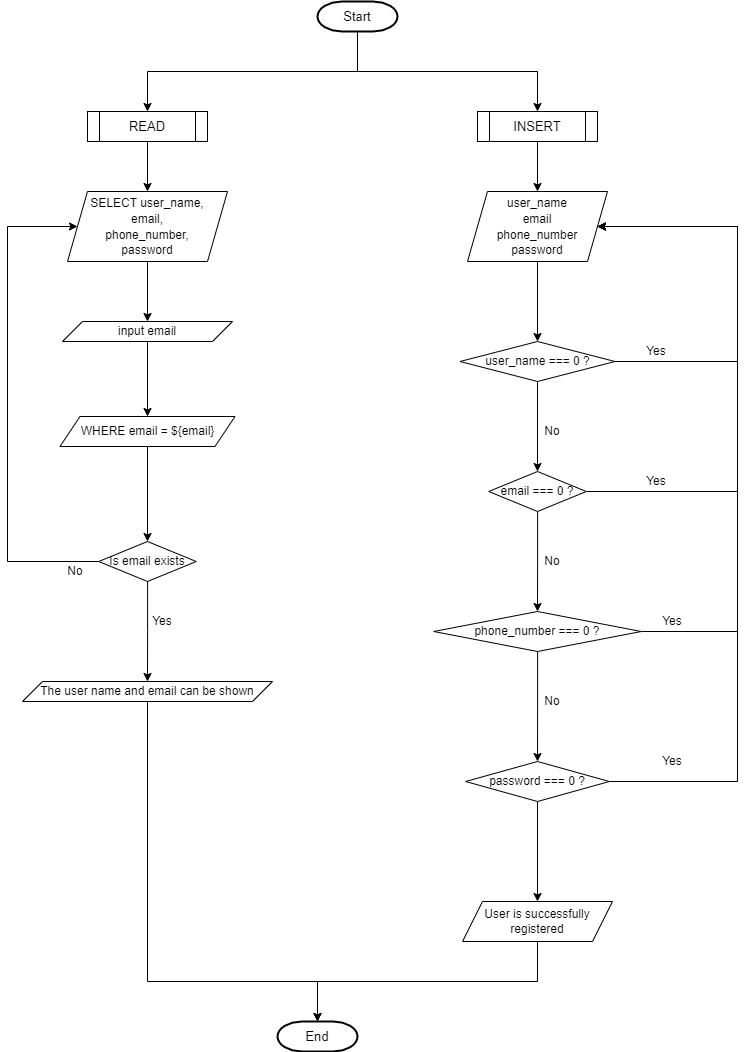 Start
READ
SELECT user_name,
email,
phone_number,
password
input email
WHERE email = ${email}
Is email exists
No
Yes
The user name and email can be shown
INSERT
user_name
email
phone_number
password
user_name === 0 ?
Yes
No
email === 0 ?
Yes
No
phone_number === 0 ?
Yes
No
password === 0 ?
Yes
User is successfully
registered
End